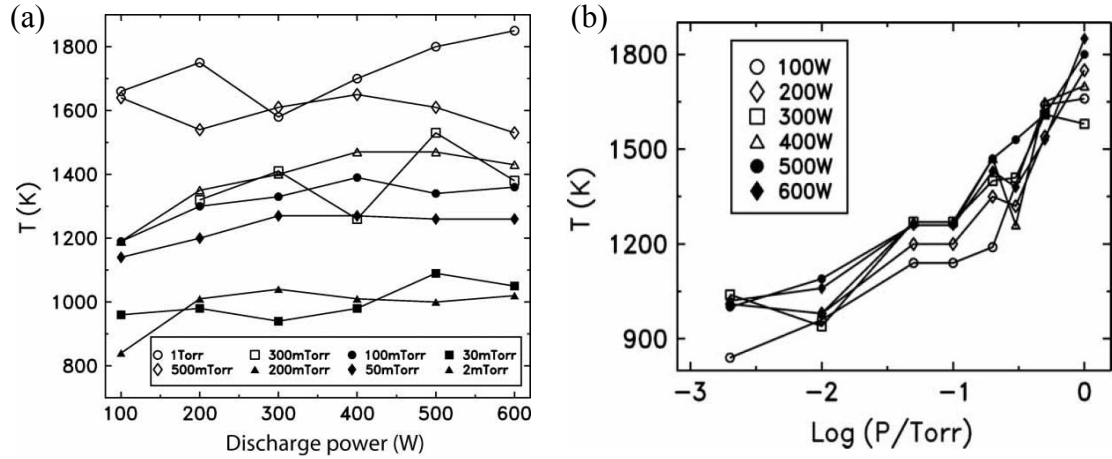 (a)
1800
1600
1400
1200
1000
800
T (K)
1Torr 300mTorr 100mTorr 30mTorr
500mTorr 200mTorr 50mTorr 2mTorr
100 200 300 400 500 600
Discharge power (W)
(b)
1800
1500
1200
900
T (K)
100W
200W
300W
400W
500W
600W
−3 −2 −1 0
Log (P/Torr)